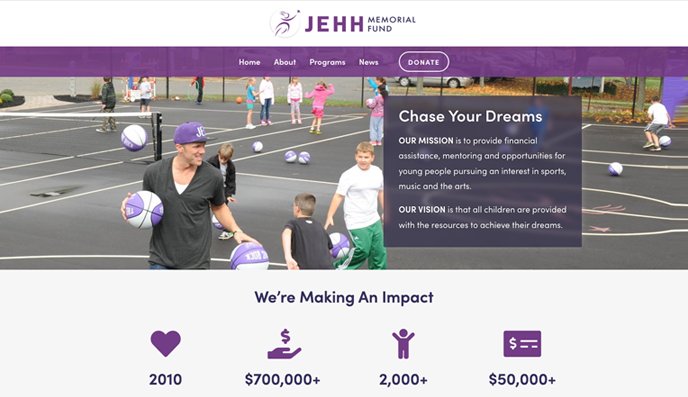 JEHH MEMORIAL
FUND
Home About Programs News DONATE
Chase Your Dreams
OUR MISSION is to provide financial
assistance, mentoring and opportunities for
young people pursuing an interest in sports,
music and the arts.
OUR VISION is that all children are provided
with the resources to achieve their dreams.
We’re Making An Impact
$ $
2010 $700,000+ 2,000+ $50,000+